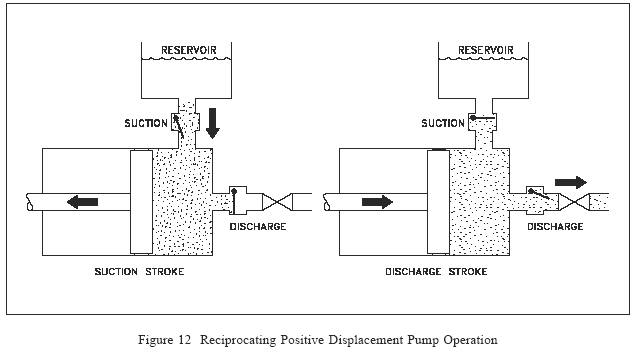 RESERVOIR
SUCTION
DISCHARGE
SUCTION STROKE
RESERVOIR
SUCTION
DISCHARGE
DISCHARGE STROKE
Figure 12 Reciprocating Positive Displacement Pump Operation